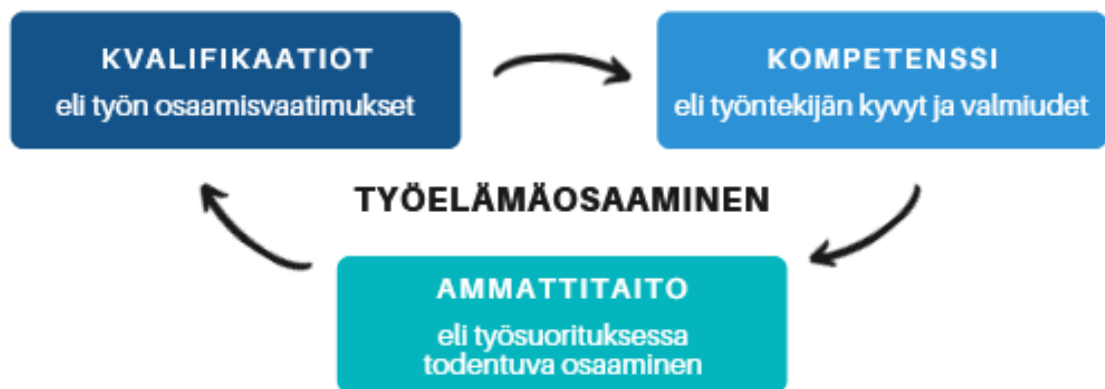 KVALIFIKAATIOT
eli työn osaamisvaatimukset
KOMPETENSSI
eli työntekijän kyvyt ja valmiudet
TYÖELÄMÄOSAAMINEN
AMMATTITAITO
eli työsuorituksessa
todentuva osaaminen